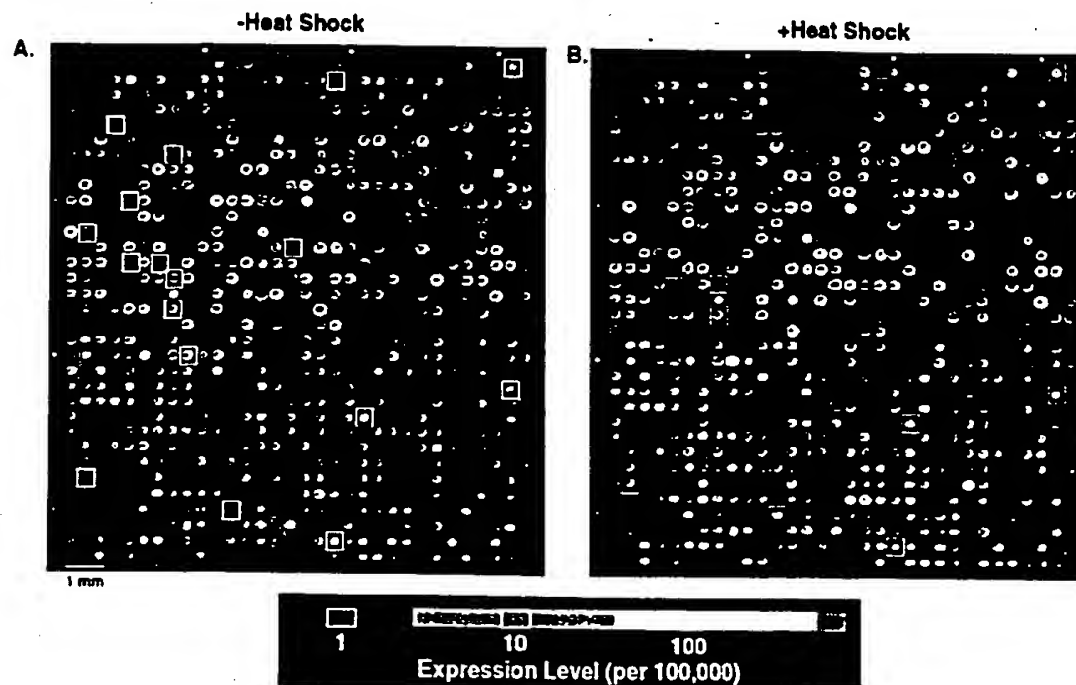 -Heat Shock
+Heat Shock
A.
B.
1 mm
1 10 100
Expression Level (per 100,000)